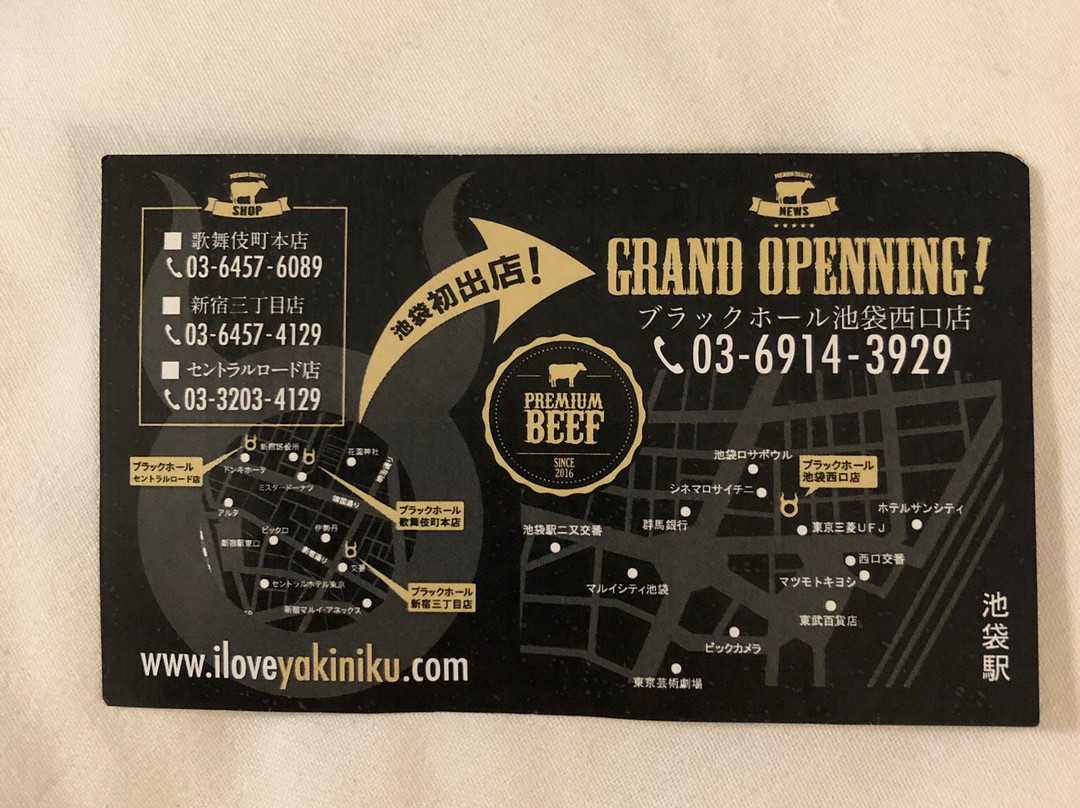 PREMIUM QUALITY
SHOP
歌舞伎町本店
03-6457-6089
新宿三丁目店
03-6457-4129
セントラルロード店
03-3203-4129
池袋初出店!
PREMIUM QUALITY
NEWS
GRAND OPENNING!
ブラックホール池袋西口店
03-6914-3929
PREMIUM
BEEF
SINCE
2016
新宿区役所
花園神社
ブラックホール
セントラルロード店
ドンキホーテ
ミスタードーナツ
明治通り
靖国通り
アルタ
ブラックホール
歌舞伎町本店
ビックロ
伊勢丹
新宿駅東口
交番
セントラルホテル東京
ブラックホール
新宿三丁目店
新宿マルイ・アネックス
www.iloveyakiniku.com
池袋ロサボウル
ブラックホール
池袋西口店
シネマロサイチニ
ホテルサンシティ
群馬銀行
東京三菱UFJ
池袋駅二又交番
西口交番
マルイシティ池袋
マツモトキヨシ
東武百貨店
ビックカメラ
東京芸術劇場
池袋駅